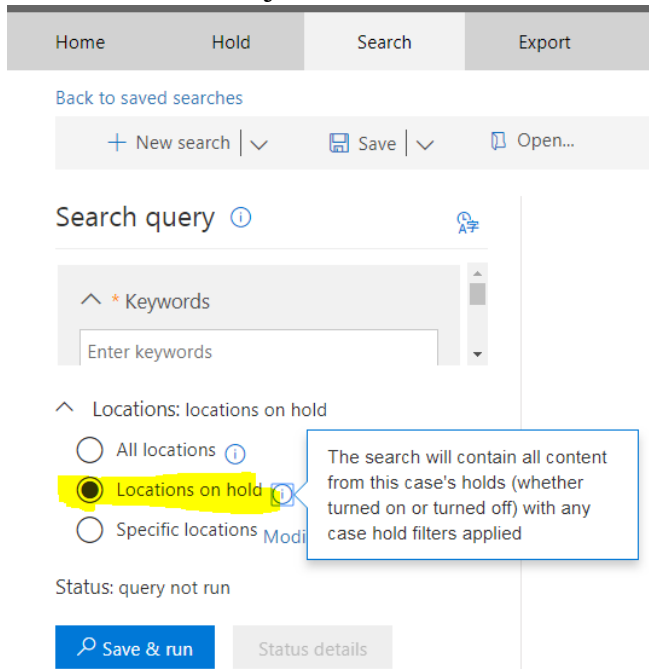 Home Hold Search Export
Back to saved searches
+ New search Save Open...
Search query
* Keywords
Enter keywords
Locations: locations on hold
All locations
Locations on hold
Specific locations Modi
The search will contain all content
from this case's holds (whether
turned on or turned off) with any
case hold filters applied
Status: query not run
Save & run Status details